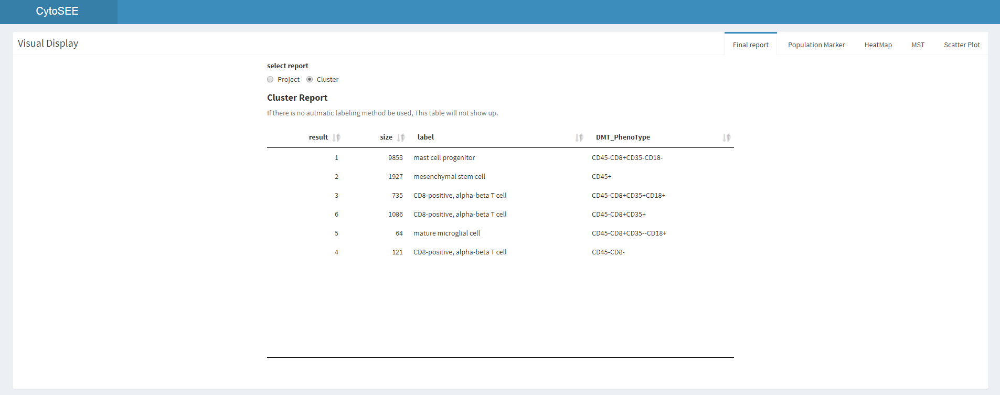 CytoSEE
Visual Display
Final report Population Marker HeatMap MST Scatter Plot
select report
Project Cluster
Cluster Report
If there is no autmatic labeling method be used, This table will not show up.
result size label DMT_PhenoType
1 9853 mast cell progenitor CD45-CD8+CD35-CD18-
2 1927 mesenchymal stem cell CD45+
3 735 CD8-positive, alpha-beta T cell CD45-CD8+CD35+CD18+
6 1086 CD8-positive, alpha-beta T cell CD45-CD8+CD35+
5 64 mature microglial cell CD45-CD8+CD35--CD18+
4 121 CD8-positive, alpha-beta T cell CD45-CD8-